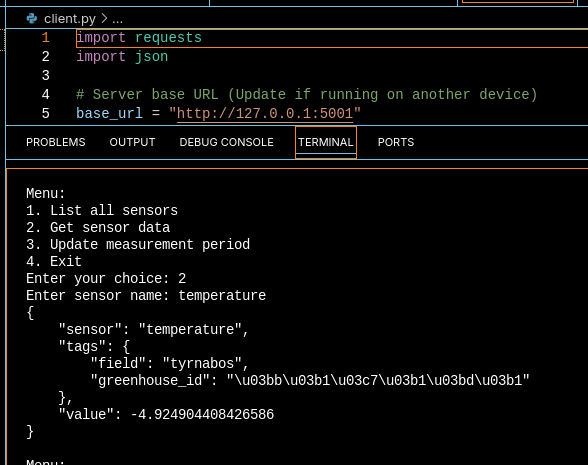 client.py > ...
1 import requests
2 import json
3
4 # Server base URL (Update if running on another device)
5 base_url = "http://127.0.0.1:5001"
PROBLEMS OUTPUT DEBUG CONSOLE TERMINAL PORTS
Menu:
1. List all sensors
2. Get sensor data
3. Update measurement period
4. Exit
Enter your choice: 2
Enter sensor name: temperature
{
    "sensor": "temperature",
    "tags": {
        "field": "tyrnabos",
        "greenhouse_id": "\u03bb\u03b1\u03c7\u03b1\u03bd\u03b1"
    },
    "value": -4.924904408426586
}
Menu: